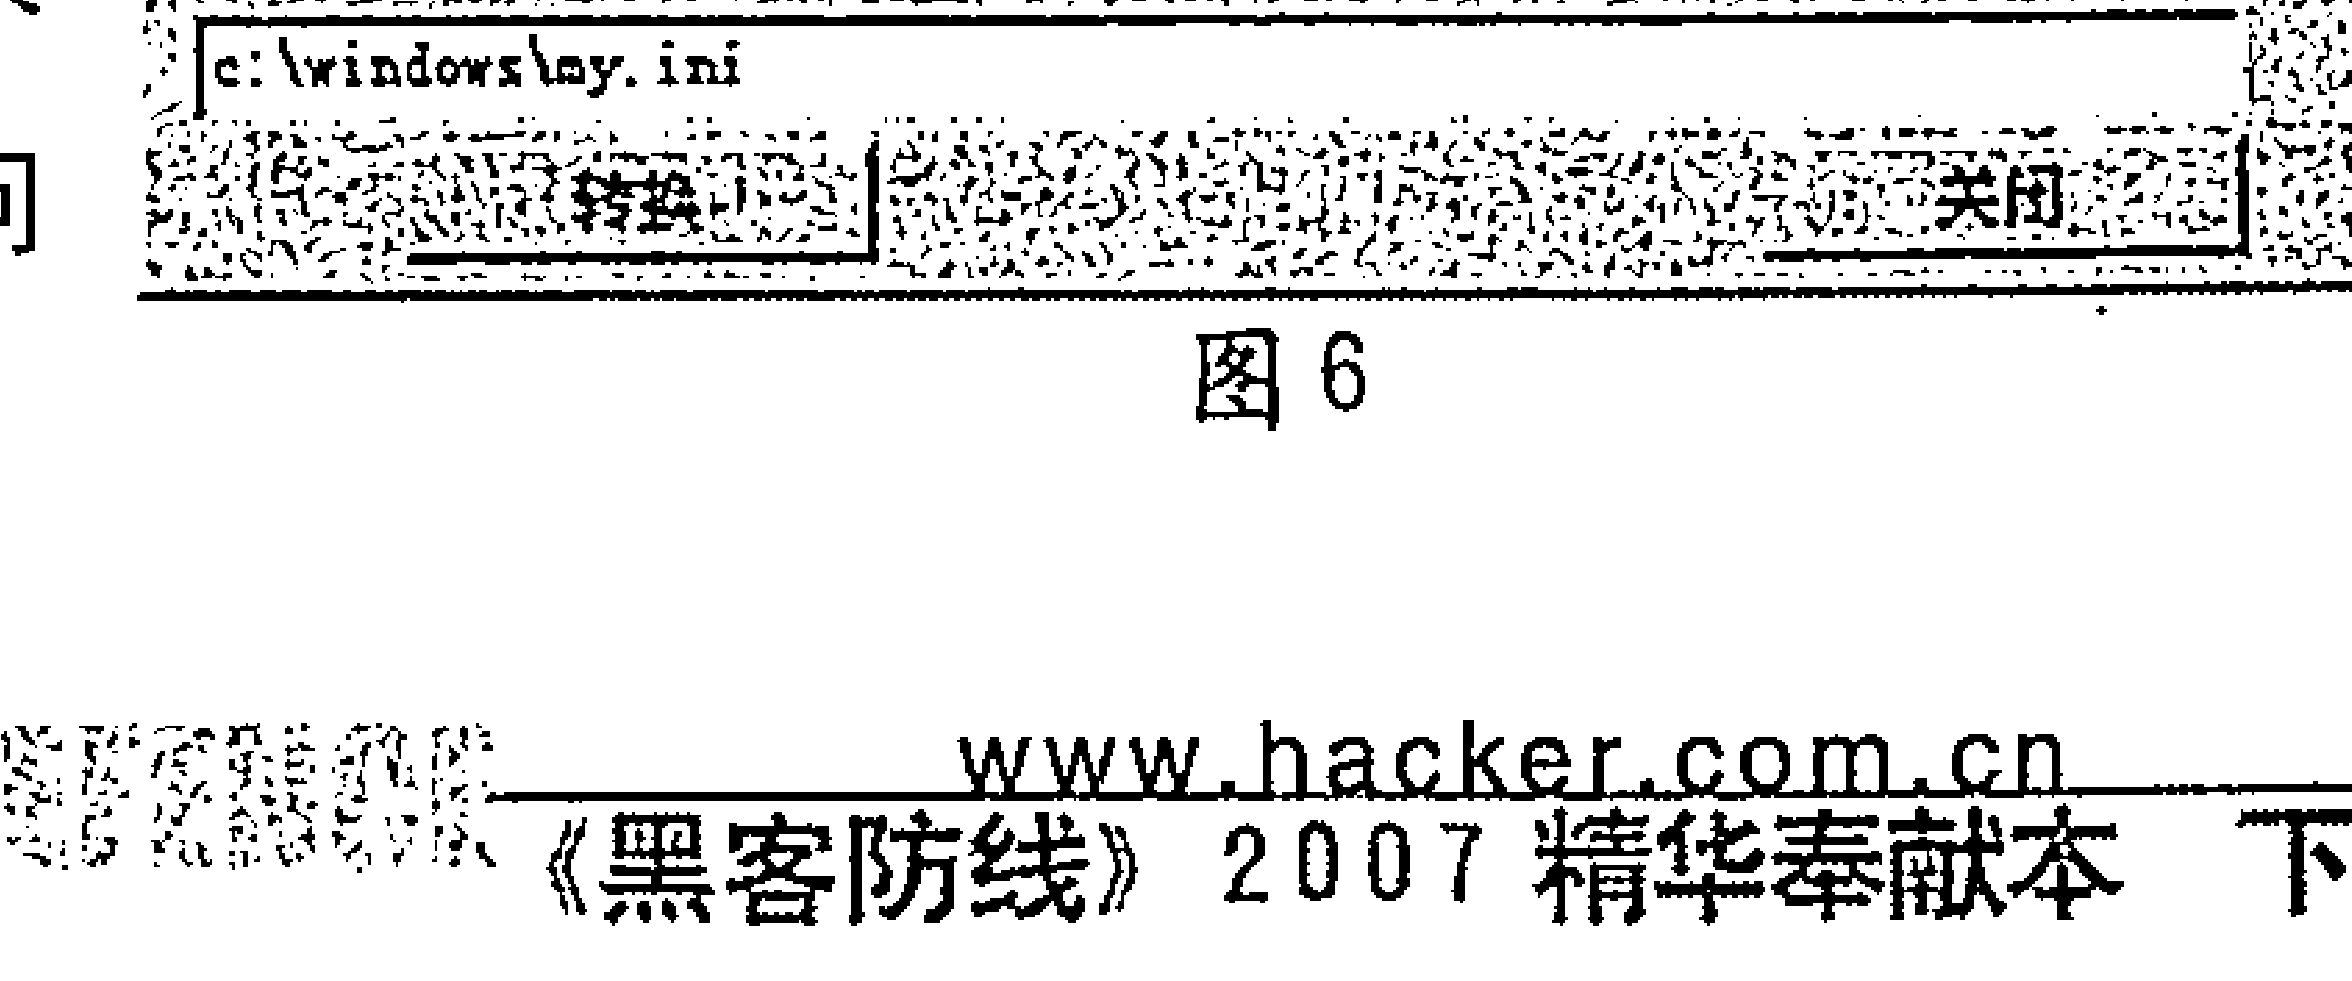 c:\windows\my.ini
转换 关闭
图 6
www.hacker.com.cn
《黑客防线》 2007 精华奉献本 下